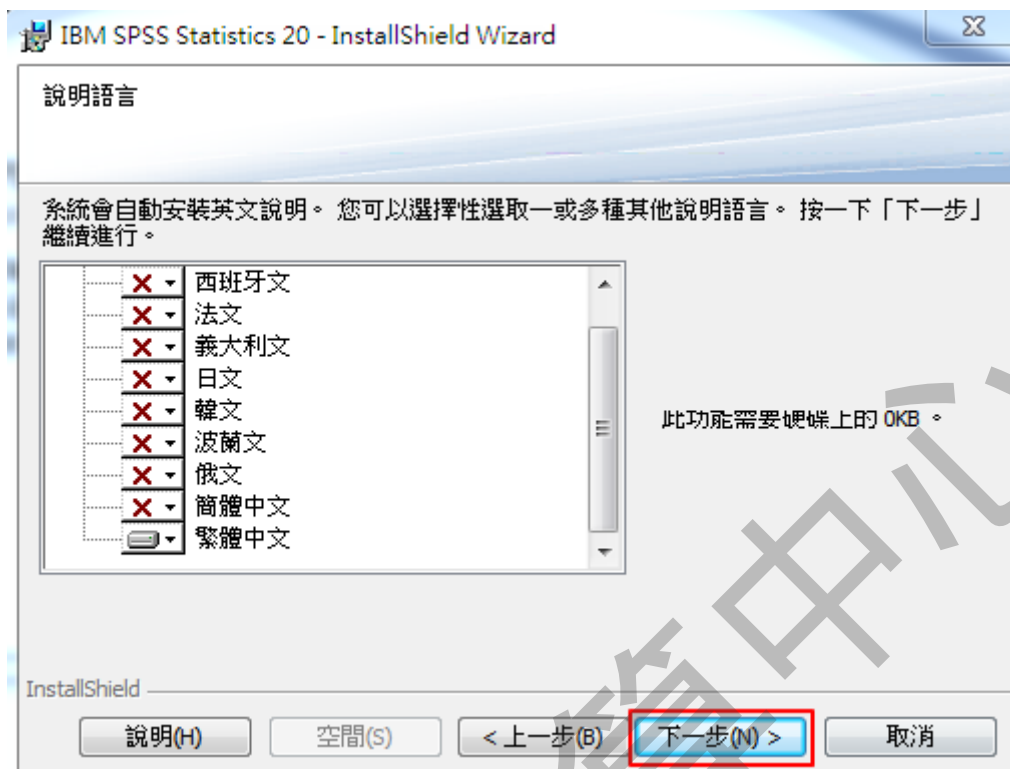 IBM SPSS Statistics 20 - InstallShield Wizard
說明語言
系統會自動安裝英文說明。 您可以選擇性選取一或多種其他說明語言。 按一下「下一步」
繼續進行。
西班牙文
法文
義大利文
日文
韓文
波蘭文
俄文
簡體中文
繁體中文
此功能需要硬碟上的 0KB 。
InstallShield
說明(H)
空間(S)
< 上一步(B)
下一步(N) >
取消
算中心